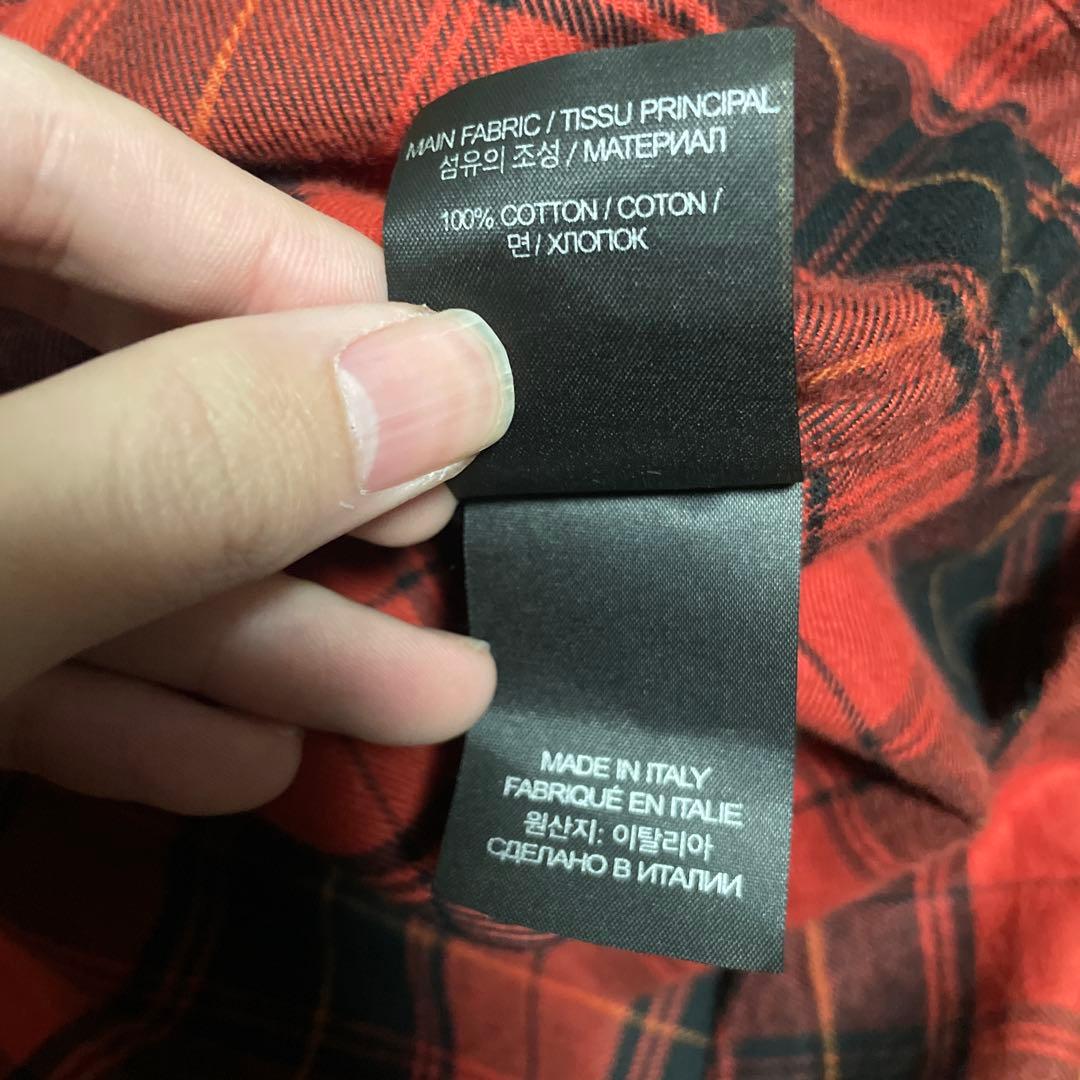 MAIN FABRIC / TISSU PRINCIPAL
섬유의 조성 / МАТЕРИАЛ
100% COTTON / COTON /
면 / ХЛОПОК
MADE IN ITALY
FABRIQUÉ EN ITALIE
원산지: 이탈리아
СДЕЛАНО В ИТАЛИИ